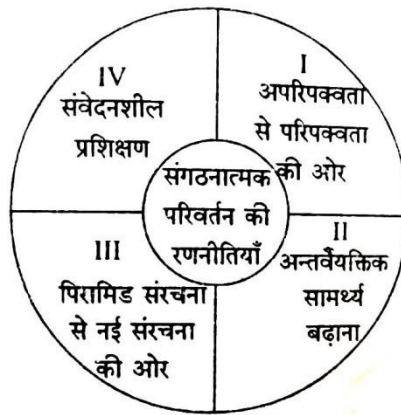 IV
संवेदनशील
प्रशिक्षण
I
अपरिपक्वता
से परिपक्वता
की ओर
संगठनात्मक
परिवर्तन की
रणनीतियाँ
III
पिरामिड संरचना
से नई संरचना
की ओर
II
अन्तर्वैयक्तिक
सामर्थ्य
बढ़ाना